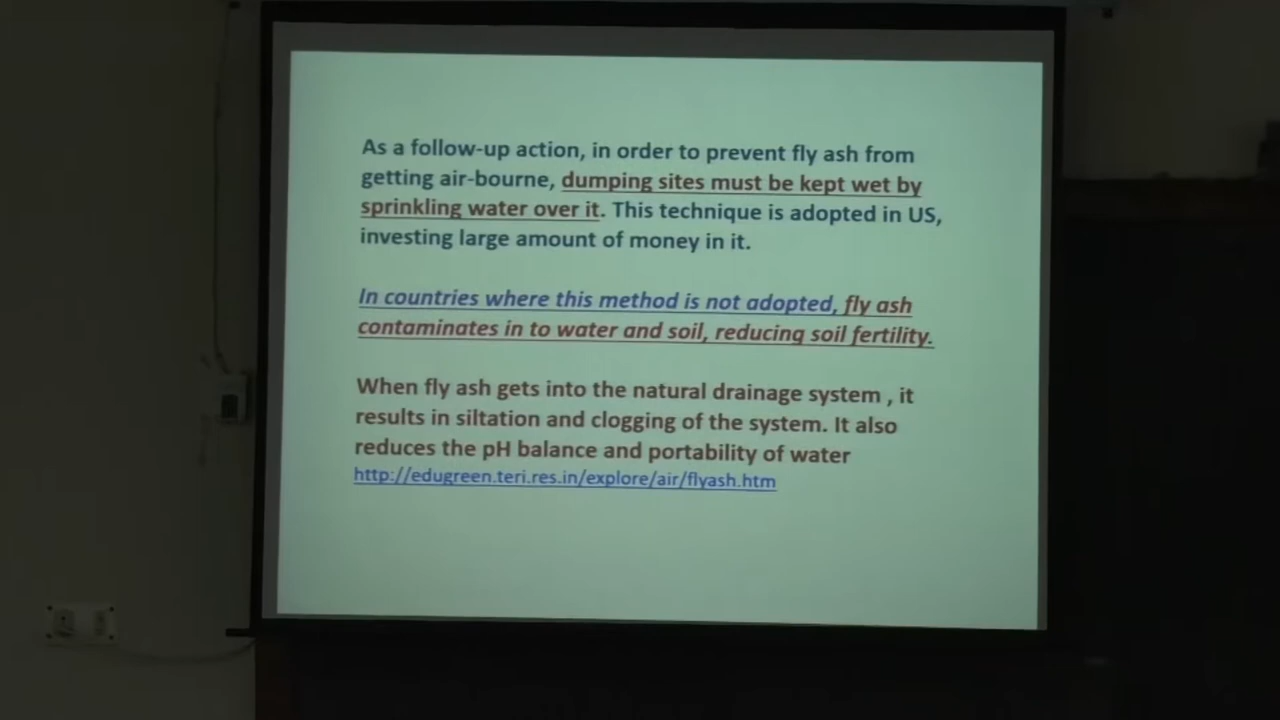 As a follow-up action, in order to prevent fly ash from
getting air-bourne, dumping sites must be kept wet by
sprinkling water over it. This technique is adopted in US,
investing large amount of money in it.
In countries where this method is not adopted, fly ash
contaminates in to water and soil, reducing soil fertility.
When fly ash gets into the natural drainage system , it
results in siltation and clogging of the system. It also
reduces the pH balance and portability of water
http://edugreen.teri.res.in/explore/air/flyash.htm